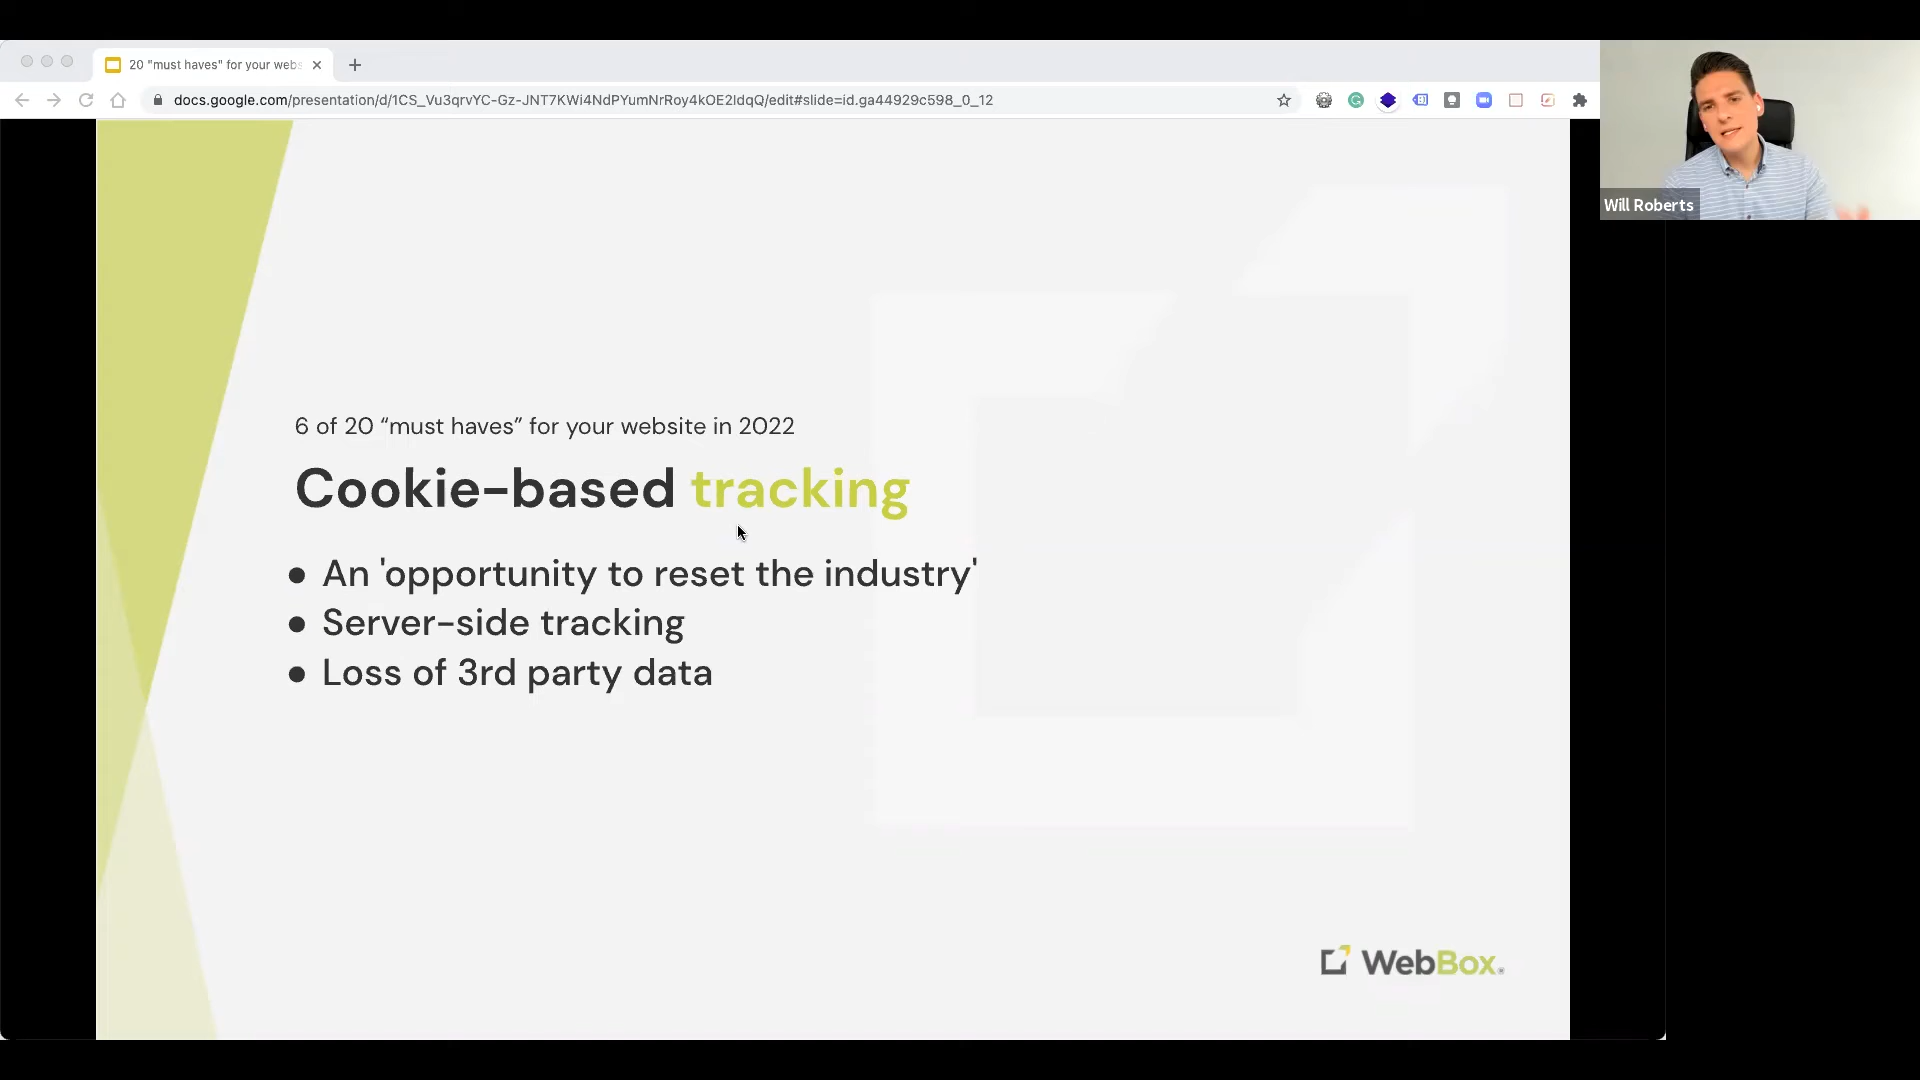 20 "must haves" for your webs
docs.google.com/presentation/d/1CS_Vu3qrvYC-Gz-JNT7KWi4NdPYumNrRoy4kOE2ldqQ/edit#slide=id.ga44929c598_0_12
Will Roberts
6 of 20 “must haves” for your website in 2022
Cookie-based tracking
● An 'opportunity to reset the industry'
● Server-side tracking
● Loss of 3rd party data
WebBox®